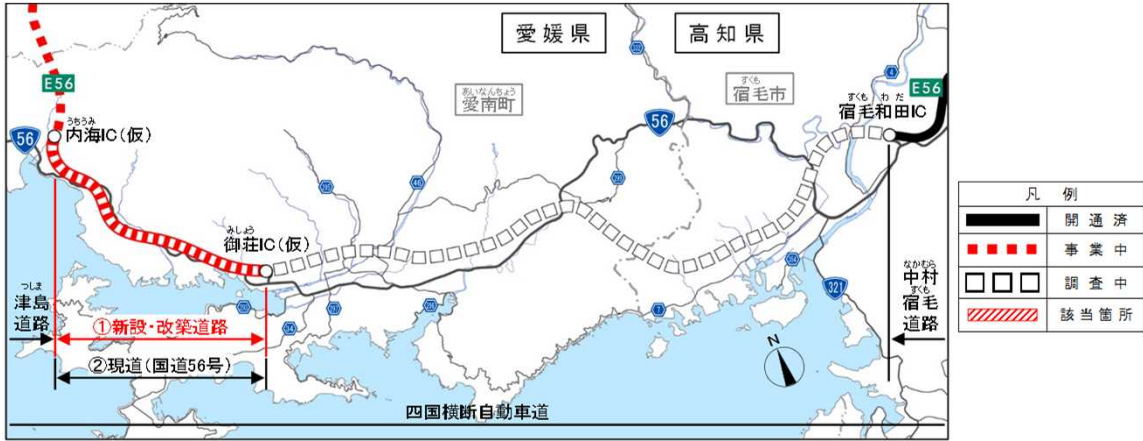 愛媛県
高知県
E56
うちうみ
内海IC(仮)
56
あいなんちょう
愛南町
56
すくも
宿毛市
4
E56
すくも わだ
宿毛和田IC
みしょう
御荘IC(仮)
7
321
つしま
津島
道路
①新設・改築道路
②現道(国道56号)
なかむら
中村
すくも
宿毛
道路
N
四国横断自動車道
凡 例
開通済
事業中
調査中
該当箇所